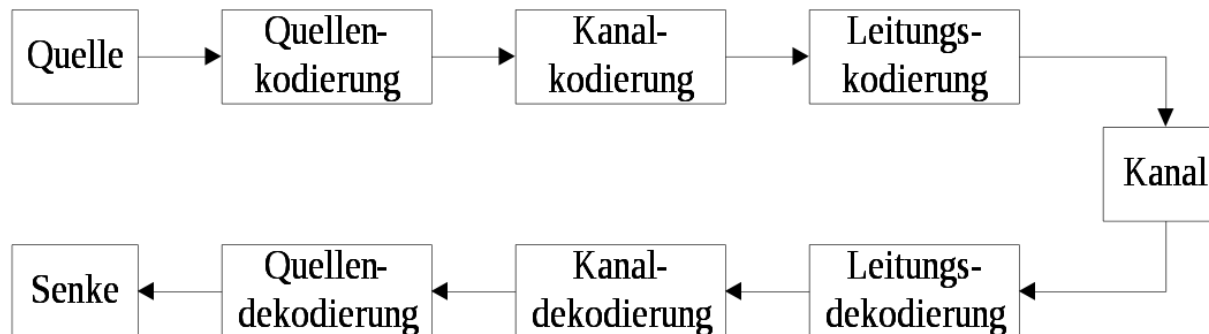 Quelle
Quellen-
kodierung
Kanal-
kodierung
Leitungs-
kodierung
Kanal
Senke
Quellen-
dekodierung
Kanal-
dekodierung
Leitungs-
dekodierung